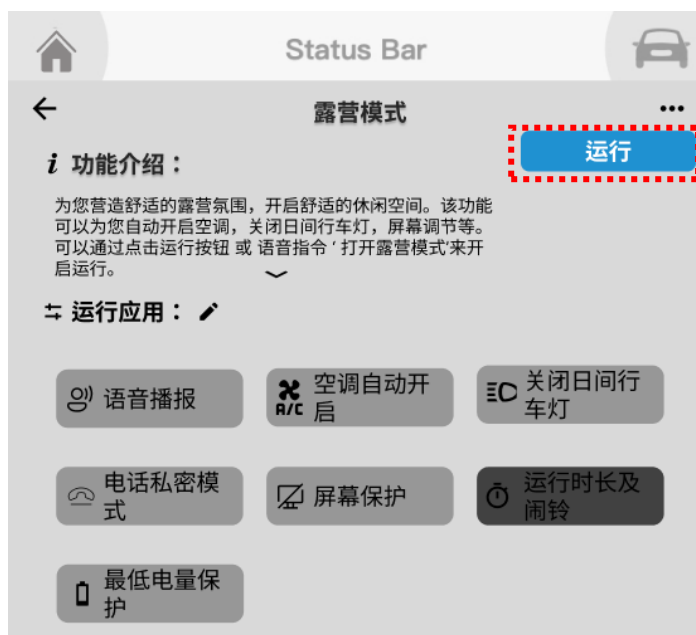 Status Bar
露营模式
运行
i 功能介绍：
为您营造舒适的露营氛围，开启舒适的休闲空间。该功能
可以为您自动开启空调，关闭日间行车灯，屏幕调节等。
可以通过点击运行按钮 或 语音指令 ‘ 打开露营模式’来开
启运行。
运行应用：
语音播报
A/C
空调自动开
启
关闭日间行
车灯
电话私密模
式
屏幕保护
运行时长及
闹铃
最低电量保
护